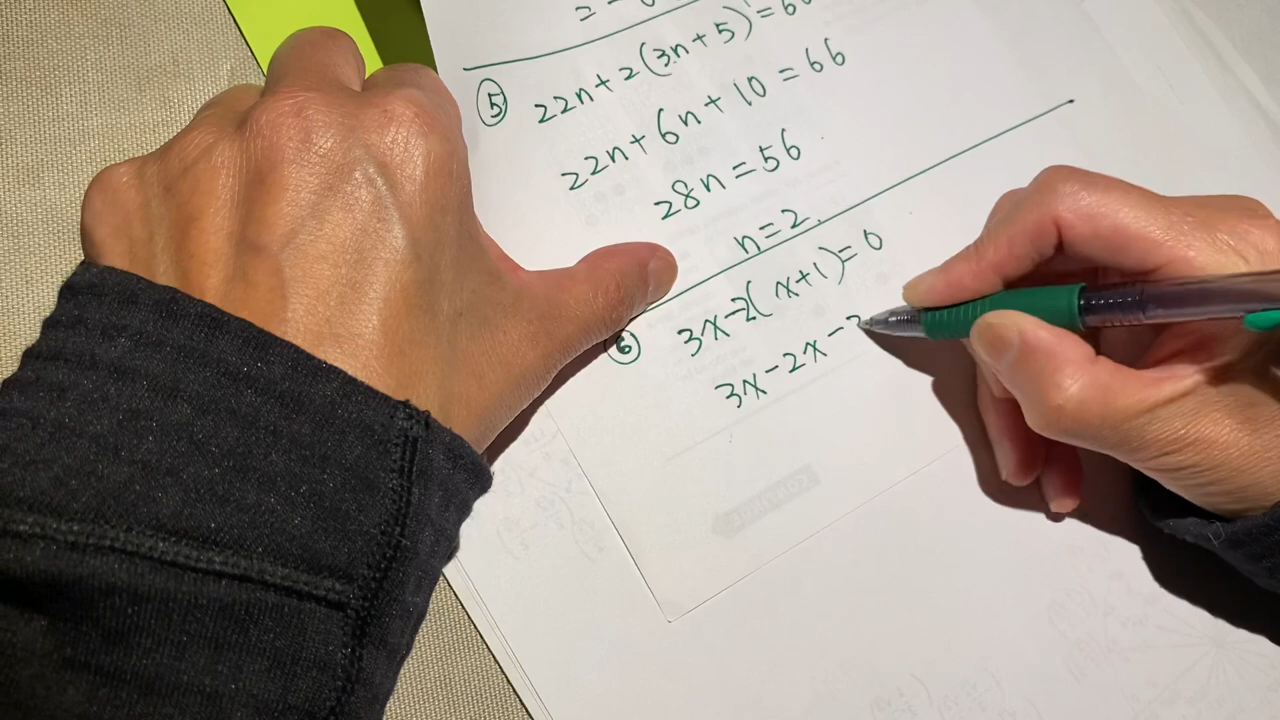 ⑤ 22n+2(3n+5)=66
22n+6n+10=66
28n=56
n=2.
⑥ 3x-2(x+1)=0
3x-2x-2